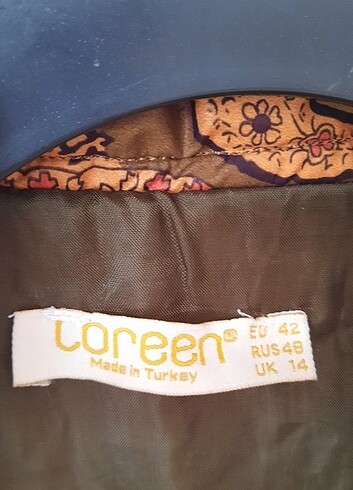 Loreen®
Made in Turkey
EU 42
RUS 48
UK 14